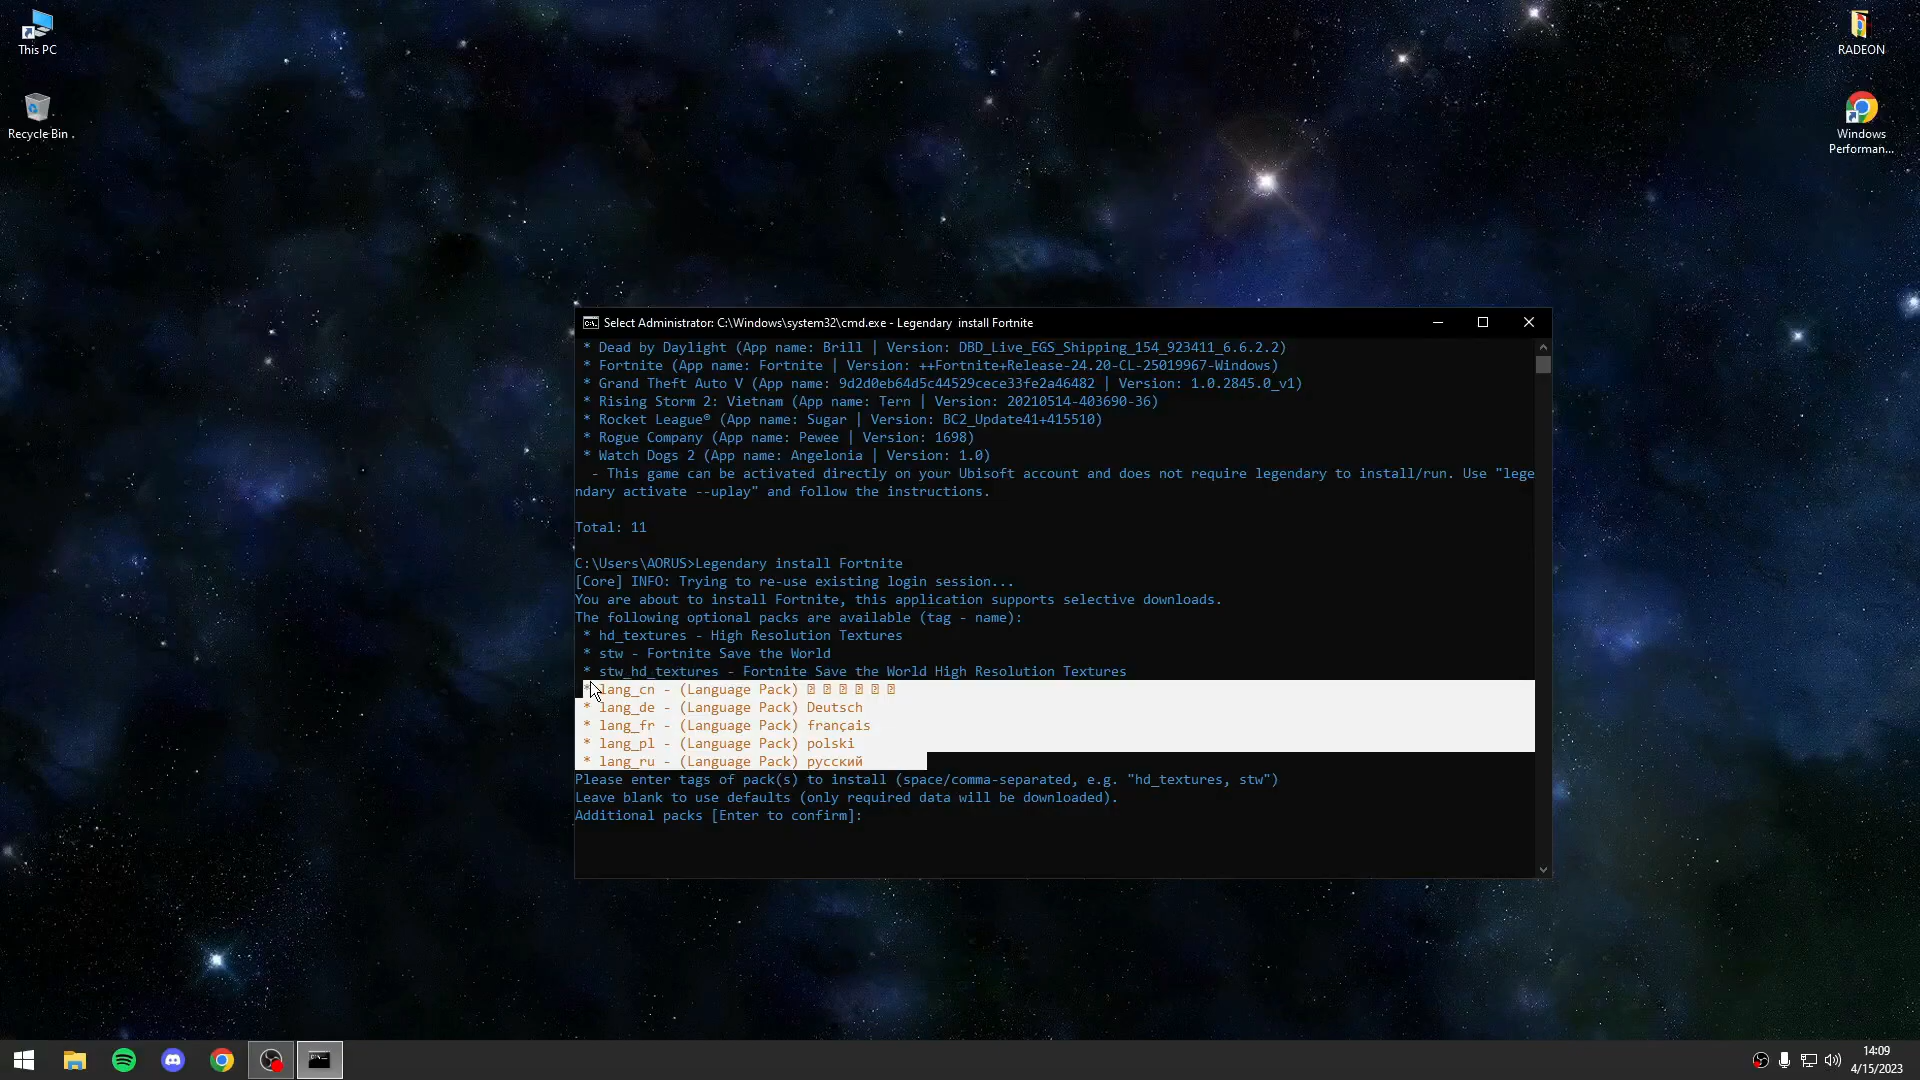 This PC
Recycle Bin .
RADEON
Windows
Performan...
Select Administrator: C:\Windows\system32\cmd.exe - Legendary  install Fortnite
* Dead by Daylight (App name: Brill | Version: DBD_Live_EGS_Shipping_154_923411_6.6.2.2)
* Fortnite (App name: Fortnite | Version: ++Fortnite+Release-24.20-CL-25019967-Windows)
* Grand Theft Auto V (App name: 9d2d0eb64d5c44529cece33fe2a46482 | Version: 1.0.2845.0_v1)
* Rising Storm 2: Vietnam (App name: Tern | Version: 20210514-403690-36)
* Rocket League® (App name: Sugar | Version: BC2_Update41+415510)
* Rogue Company (App name: Pewee | Version: 1698)
* Watch Dogs 2 (App name: Angelonia | Version: 1.0)
- This game can be activated directly on your Ubisoft account and does not require legendary to install/run. Use "lege
ndary activate --uplay" and follow the instructions.
Total: 11
C:\Users\AORUS>Legendary install Fortnite
[Core] INFO: Trying to re-use existing login session...
You are about to install Fortnite, this application supports selective downloads.
The following optional packs are available (tag - name):
* hd_textures - High Resolution Textures
* stw - Fortnite Save the World
* stw_hd_textures - Fortnite Save the World High Resolution Textures
* lang_cn - (Language Pack)
* lang_de - (Language Pack) Deutsch
* lang_fr - (Language Pack) français
* lang_pl - (Language Pack) polski
* lang_ru - (Language Pack) русский
Please enter tags of pack(s) to install (space/comma-separated, e.g. "hd_textures, stw")
Leave blank to use defaults (only required data will be downloaded).
Additional packs [Enter to confirm]:
14:09
4/15/2023